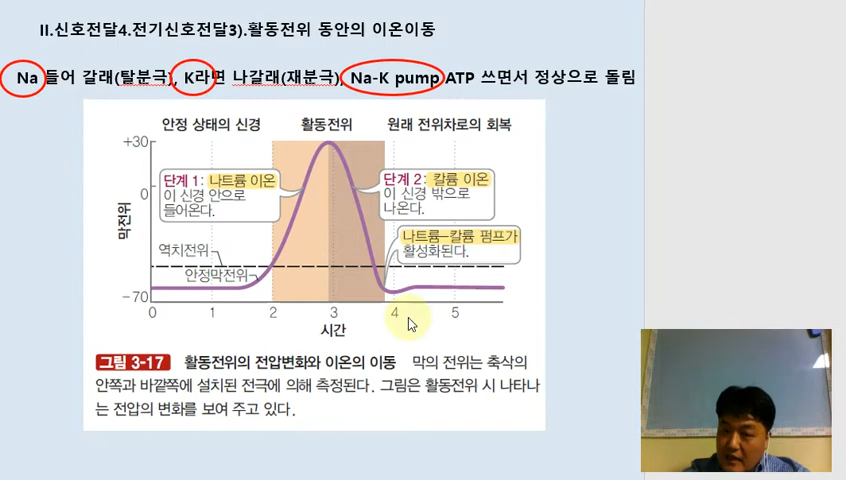 II.신호전달4.전기신호전달3).활동전위 동안의 이온이동
Na 들어 갈래(탈분극), K라면 나갈래(재분극), Na-K pump ATP 쓰면서 정상으로 돌림
안정 상태의 신경 활동전위 원래 전위차로의 회복
+30
0
-70
막전위
단계 1: 나트륨 이온
이 신경 안으로
들어온다.
단계 2: 칼륨 이온
이 신경 밖으로
나온다.
나트륨-칼륨 펌프가
활성화된다.
역치전위
안정막전위
0 1 2 3 4 5
시간
그림 3-17 활동전위의 전압변화와 이온의 이동 막의 전위는 축삭의
안쪽과 바깥쪽에 설치된 전극에 의해 측정된다. 그림은 활동전위 시 나타나
는 전압의 변화를 보여 주고 있다.